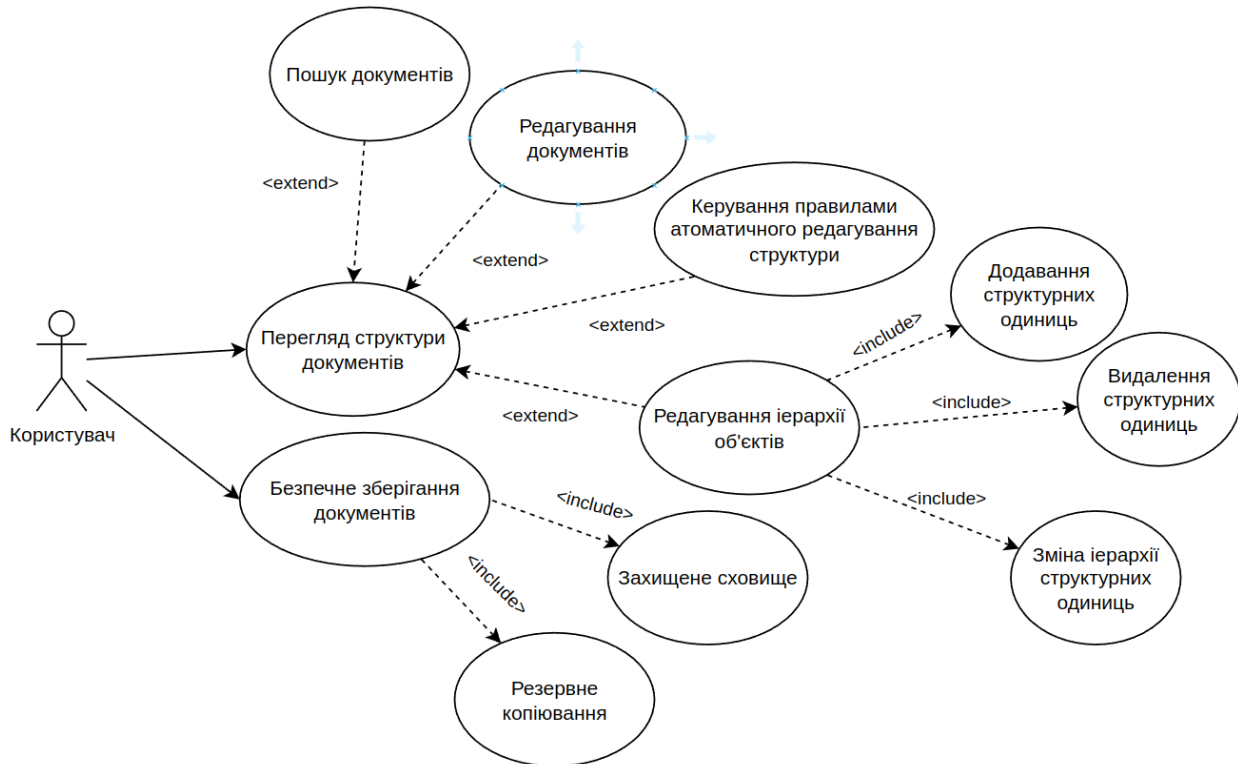 Пошук документів
Редагування
документів
<extend>
Керування правилами
атоматичного редагування
структури
<extend>
Додавання
структурних
одиниць
<extend>
<include>
Перегляд структури
документів
Видалення
структурних
одиниць
<include>
<extend>
Редагування ієрархії
об'єктів
Користувач
Безпечне зберігання
документів
<include>
<include>
Зміна ієрархії
структурних
одиниць
Захищене сховище
<include>
Резервне
копіювання